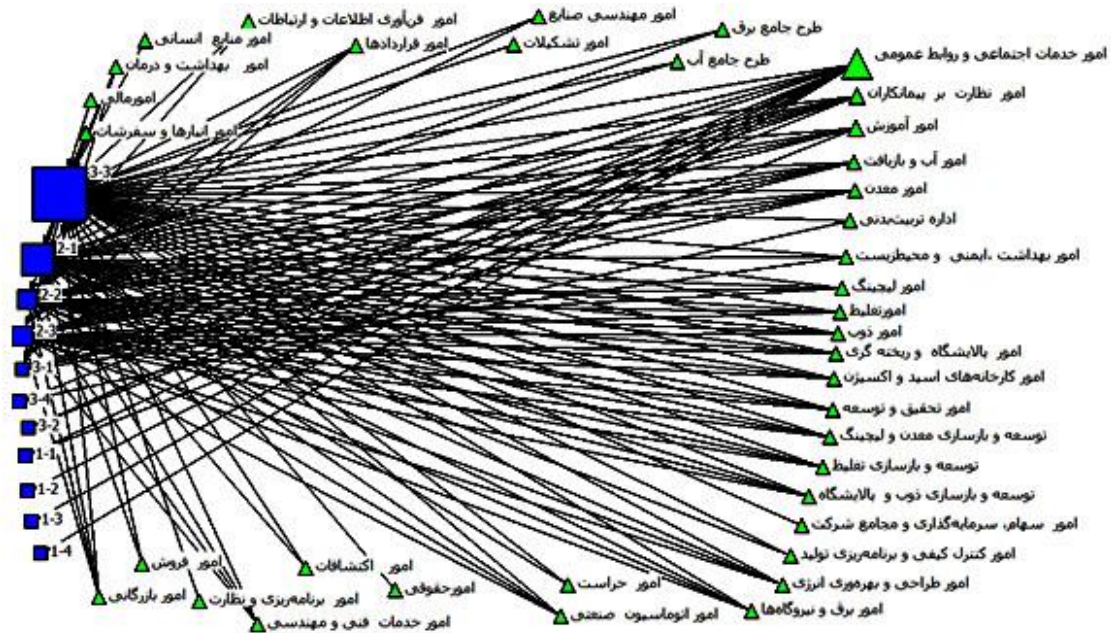 امور فن‌آوری اطلاعات و ارتباطات
امور مهندسی صنایع
طرح جامع برق
امور منابع انسانی
امور قراردادها
امور تشکیلات
امور بهداشت و درمان
طرح جامع آب
امورمالی
امور انبارها و سفرشات
امور خدمات اجتماعی و روابط عمومی
امور نظارت بر پیمانکاران
امور آموزش
امور آب و بازیافت
امور معدن
اداره تربیت‌بدنی
امور بهداشت ،ایمنی و محیط‌زیست
امور لیچینگ
امورتغلیظ
امور ذوب
امور پالایشگاه و ریخته گری
امور کارخانه‌های اسید و اکسیژن
امور تحقیق و توسعه
توسعه و بازسازی معدن و لیچینگ
توسعه و بازسازی تغلیظ
توسعه و بازسازی ذوب و پالایشگاه
امور سهام، سرمایه‌گذاری و مجامع شرکت
امور کنترل کیفی و برنامه‌ریزی تولید
امور طراحی و بهره‌وری انرژی
امور برق و نیروگاه‌ها
3-3
2-1
2-2
2-3
3-1
3-4
3-2
1-1
1-2
1-3
1-4
امور فروش
امور اکتشافات
امور حراست
امورحقوقی
امور بازرگانی
امور برنامه‌ریزی و نظارت
امور اتوماسیون صنعتی
امور خدمات فنی و مهندسی